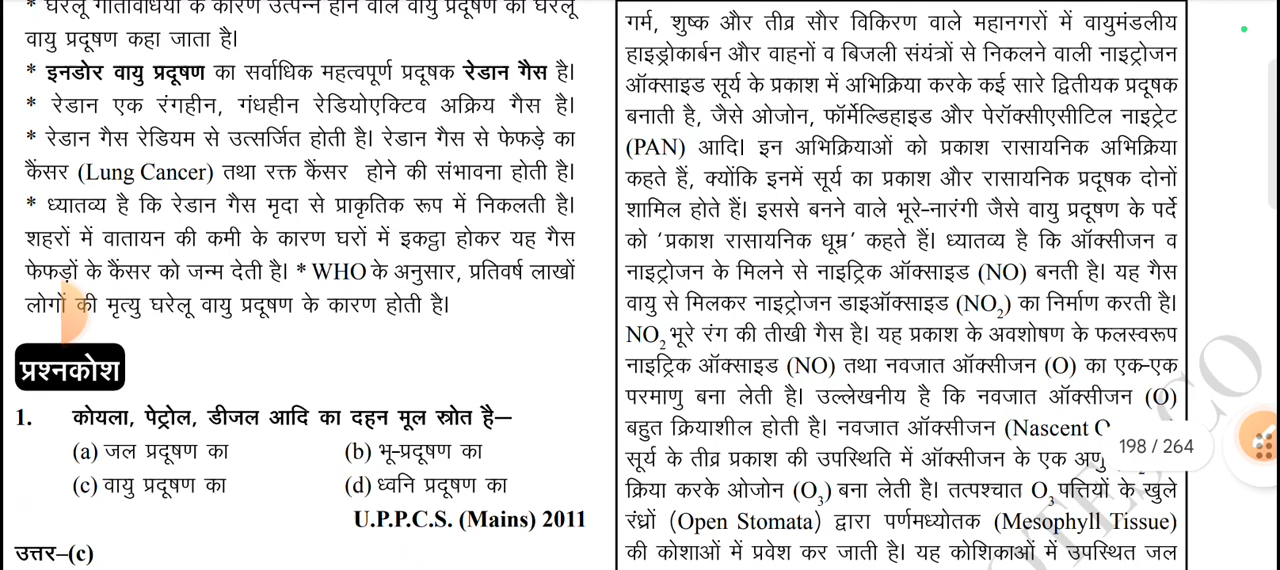 * घरेलू गतिविधियों के कारण उत्पन्न होने वाले वायु प्रदूषण को घरेलू
वायु प्रदूषण कहा जाता है।
* इनडोर वायु प्रदूषण का सर्वाधिक महत्वपूर्ण प्रदूषक रेडान गैस है।
* रेडान एक रंगहीन, गंधहीन रेडियोएक्टिव अक्रिय गैस है।
* रेडान गैस रेडियम से उत्सर्जित होती है। रेडान गैस से फेफड़े का
कैंसर (Lung Cancer) तथा रक्त कैंसर होने की संभावना होती है।
* ध्यातव्य है कि रेडान गैस मृदा से प्राकृतिक रूप में निकलती है।
शहरों में वातायन की कमी के कारण घरों में इकट्ठा होकर यह गैस
फेफड़ों के कैंसर को जन्म देती है। * WHO के अनुसार, प्रतिवर्ष लाखों
लोगों की मृत्यु घरेलू वायु प्रदूषण के कारण होती है।
प्रश्नकोश
1. कोयला, पेट्रोल, डीजल आदि का दहन मूल स्रोत है—
(a) जल प्रदूषण का (b) भू-प्रदूषण का
(c) वायु प्रदूषण का (d) ध्वनि प्रदूषण का
U.P.P.C.S. (Mains) 2011
उत्तर–(c)
गर्म, शुष्क और तीव्र सौर विकिरण वाले महानगरों में वायुमंडलीय
हाइड्रोकार्बन और वाहनों व बिजली संयंत्रों से निकलने वाली नाइट्रोजन
ऑक्साइड सूर्य के प्रकाश में अभिक्रिया करके कई सारे द्वितीयक प्रदूषक
बनाती है, जैसे ओजोन, फॉर्मेल्डिहाइड और पेरॉक्सीएसीटिल नाइट्रेट
(PAN) आदि। इन अभिक्रियाओं को प्रकाश रासायनिक अभिक्रिया
कहते हैं, क्योंकि इनमें सूर्य का प्रकाश और रासायनिक प्रदूषक दोनों
शामिल होते हैं। इससे बनने वाले भूरे-नारंगी जैसे वायु प्रदूषण के पर्दे
को ‘प्रकाश रासायनिक धूम्र’ कहते हैं। ध्यातव्य है कि ऑक्सीजन व
नाइट्रोजन के मिलने से नाइट्रिक ऑक्साइड (NO) बनती है। यह गैस
वायु से मिलकर नाइट्रोजन डाइऑक्साइड (NO₂) का निर्माण करती है।
NO₂ भूरे रंग की तीखी गैस है। यह प्रकाश के अवशोषण के फलस्वरूप
नाइट्रिक ऑक्साइड (NO) तथा नवजात ऑक्सीजन (O) का एक-एक
परमाणु बना लेती है। उल्लेखनीय है कि नवजात ऑक्सीजन (O)
बहुत क्रियाशील होती है। नवजात ऑक्सीजन (Nascent O
सूर्य के तीव्र प्रकाश की उपस्थिति में ऑक्सीजन के एक अणु
क्रिया करके ओजोन (O₃) बना लेती है। तत्पश्चात O₃ पत्तियों के खुले
रंध्रों (Open Stomata) द्वारा पर्णमध्योतक (Mesophyll Tissue)
की कोशाओं में प्रवेश कर जाती है। यह कोशिकाओं में उपस्थित जल
198 / 264